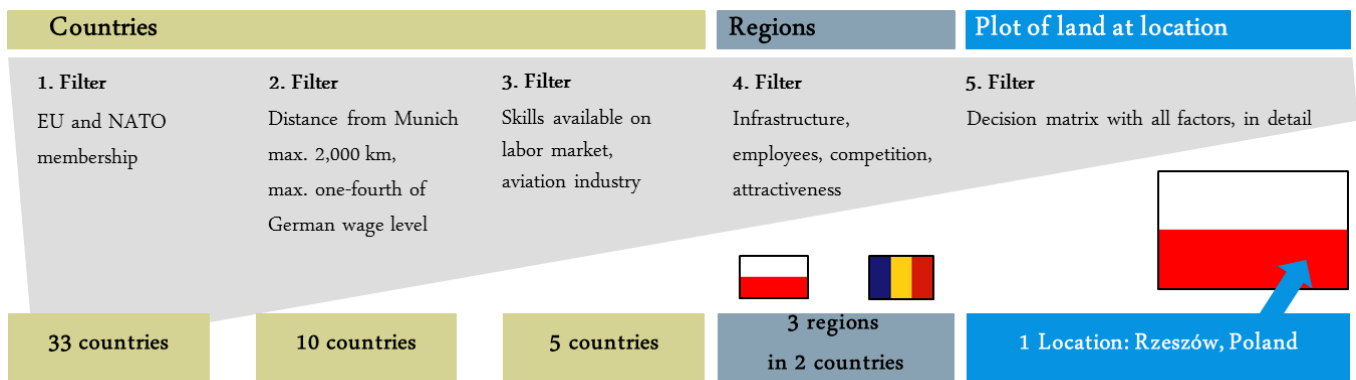 Countries
Regions
Plot of land at location
1. Filter
EU and NATO
membership
2. Filter
Distance from Munich
max. 2,000 km,
max. one-fourth of
German wage level
3. Filter
Skills available on
labor market,
aviation industry
4. Filter
Infrastructure,
employees, competition,
attractiveness
5. Filter
Decision matrix with all factors, in detail
33 countries
10 countries
5 countries
3 regions
in 2 countries
1 Location: Rzeszów, Poland